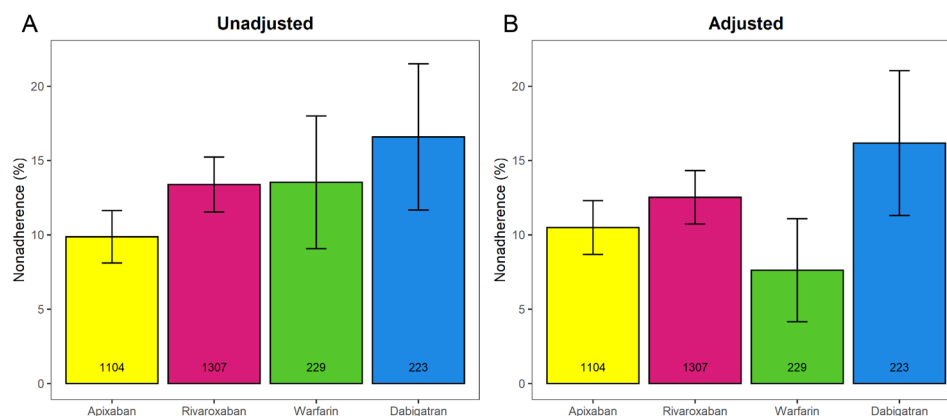 A
Unadjusted
Nonadherence (%)
20
15
10
5
0
1104
1307
229
223
Apixaban
Rivaroxaban
Warfarin
Dabigatran
B
Adjusted
Nonadherence (%)
20
15
10
5
0
1104
1307
229
223
Apixaban
Rivaroxaban
Warfarin
Dabigatran